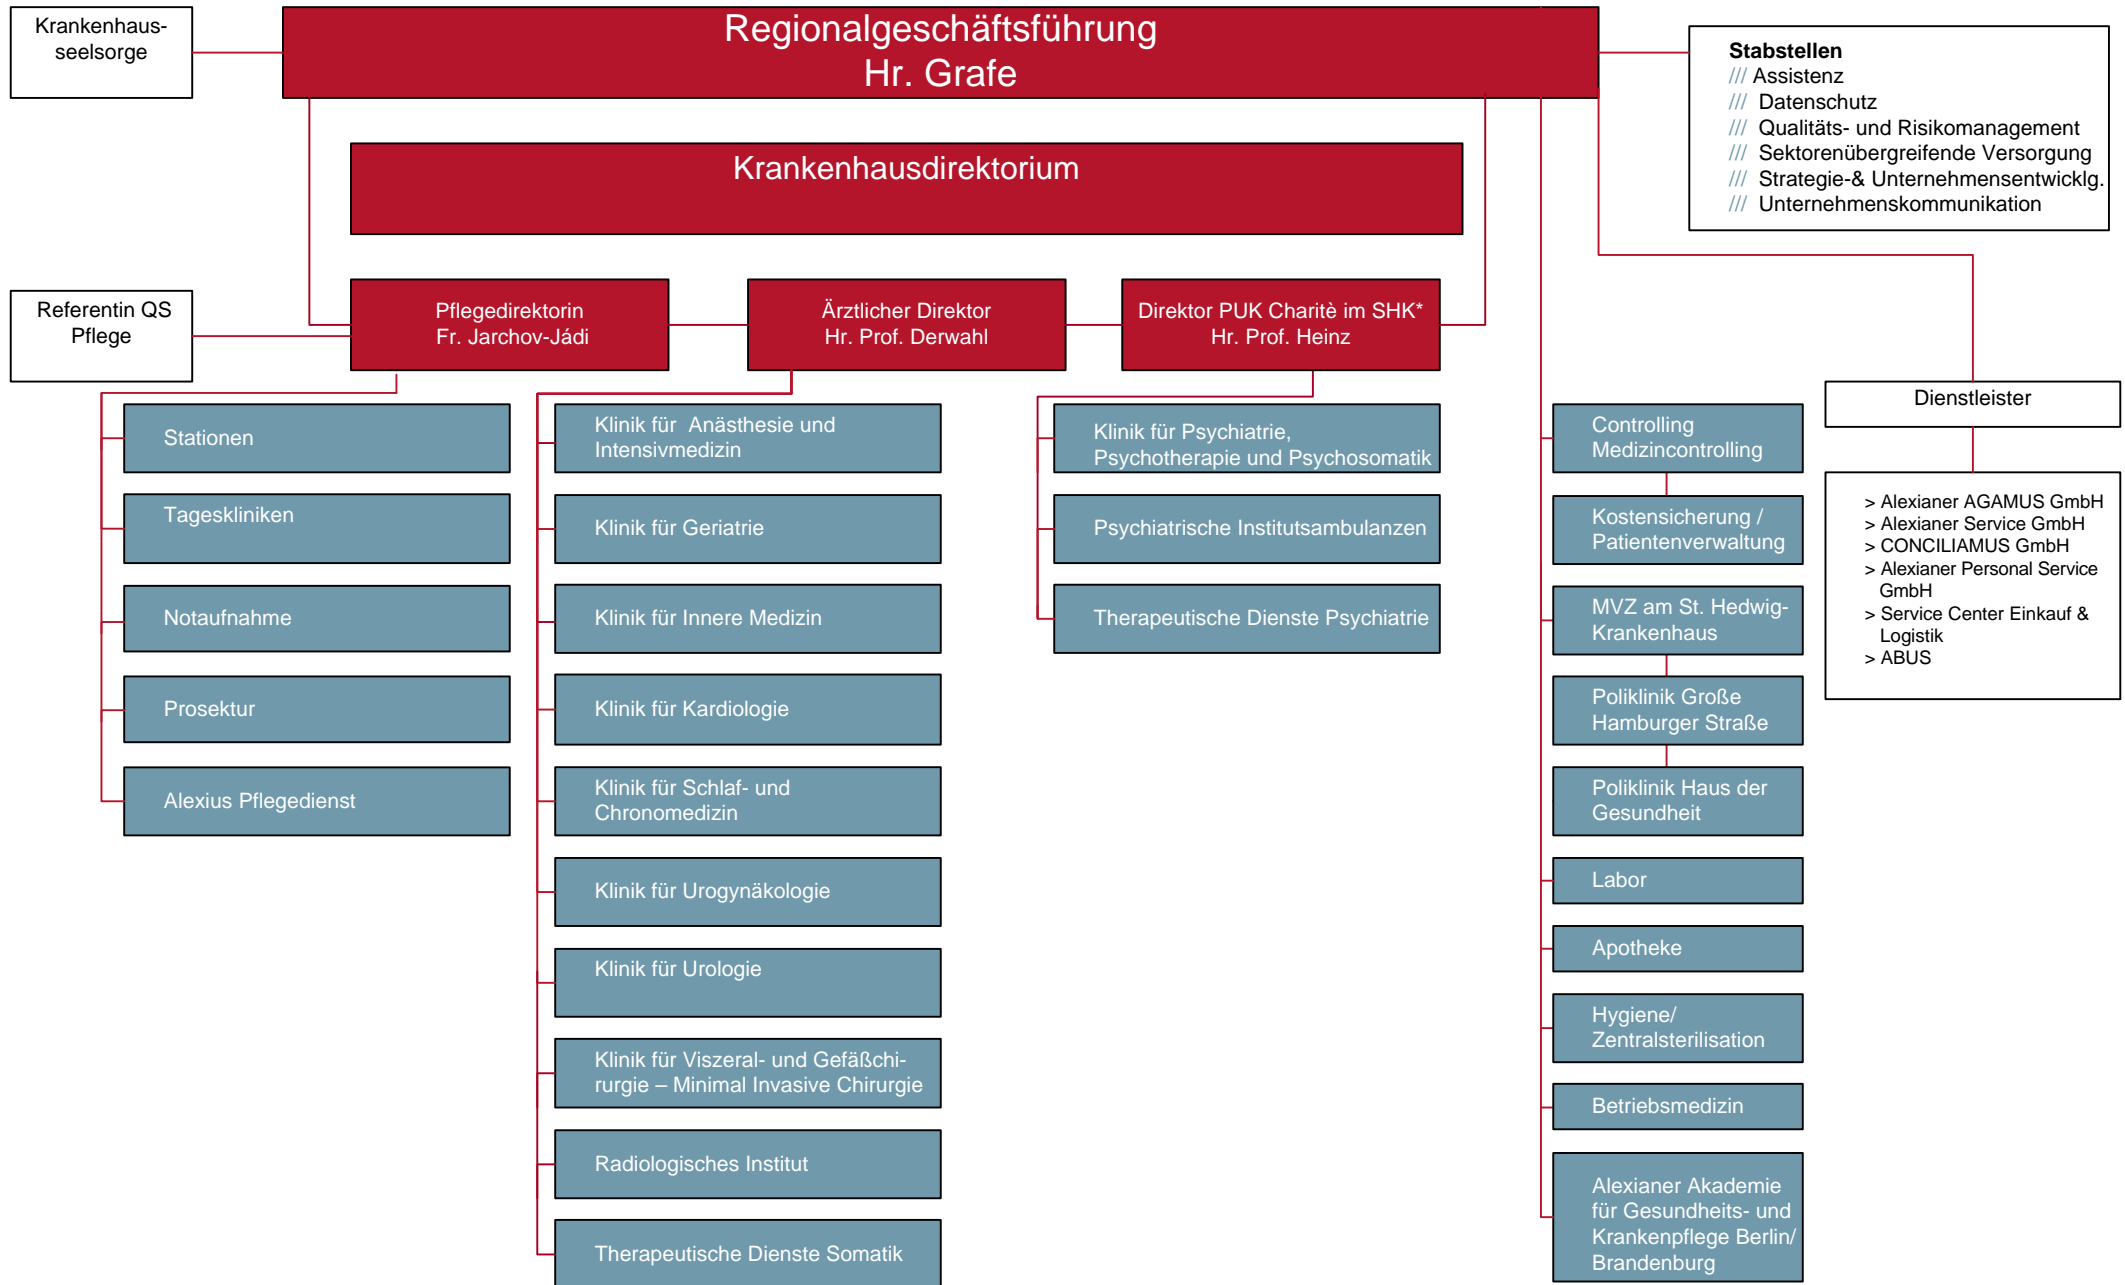 Krankenhaus-
seelsorge
Regionalgeschäftsführung
Hr. Grafe
Stabstellen
/// Assistenz
/// Datenschutz
/// Qualitäts- und Risikomanagement
/// Sektorenübergreifende Versorgung
/// Strategie-& Unternehmensentwicklg.
/// Unternehmenskommunikation
Krankenhausdirektorium
Referentin QS
Pflege
Pflegedirektorin
Fr. Jarchov-Jádi
Ärztlicher Direktor
Hr. Prof. Derwahl
Direktor PUK Charitè im SHK*
Hr. Prof. Heinz
Stationen
Tageskliniken
Notaufnahme
Prosektur
Alexius Pflegedienst
Klinik für Anästhesie und
Intensivmedizin
Klinik für Geriatrie
Klinik für Innere Medizin
Klinik für Kardiologie
Klinik für Schlaf- und
Chronomedizin
Klinik für Urogynäkologie
Klinik für Urologie
Klinik für Viszeral- und Gefäßchi-
rurgie – Minimal Invasive Chirurgie
Radiologisches Institut
Therapeutische Dienste Somatik
Klinik für Psychiatrie,
Psychotherapie und Psychosomatik
Psychiatrische Institutsambulanzen
Therapeutische Dienste Psychiatrie
Controlling
Medizincontrolling
Kostensicherung /
Patientenverwaltung
MVZ am St. Hedwig-
Krankenhaus
Poliklinik Große
Hamburger Straße
Poliklinik Haus der
Gesundheit
Labor
Apotheke
Hygiene/
Zentralsterilisation
Betriebsmedizin
Alexianer Akademie
für Gesundheits- und
Krankenpflege Berlin/
Brandenburg
Dienstleister
> Alexianer AGAMUS GmbH
> Alexianer Service GmbH
> CONCILIAMUS GmbH
> Alexianer Personal Service
GmbH
> Service Center Einkauf &
Logistik
> ABUS